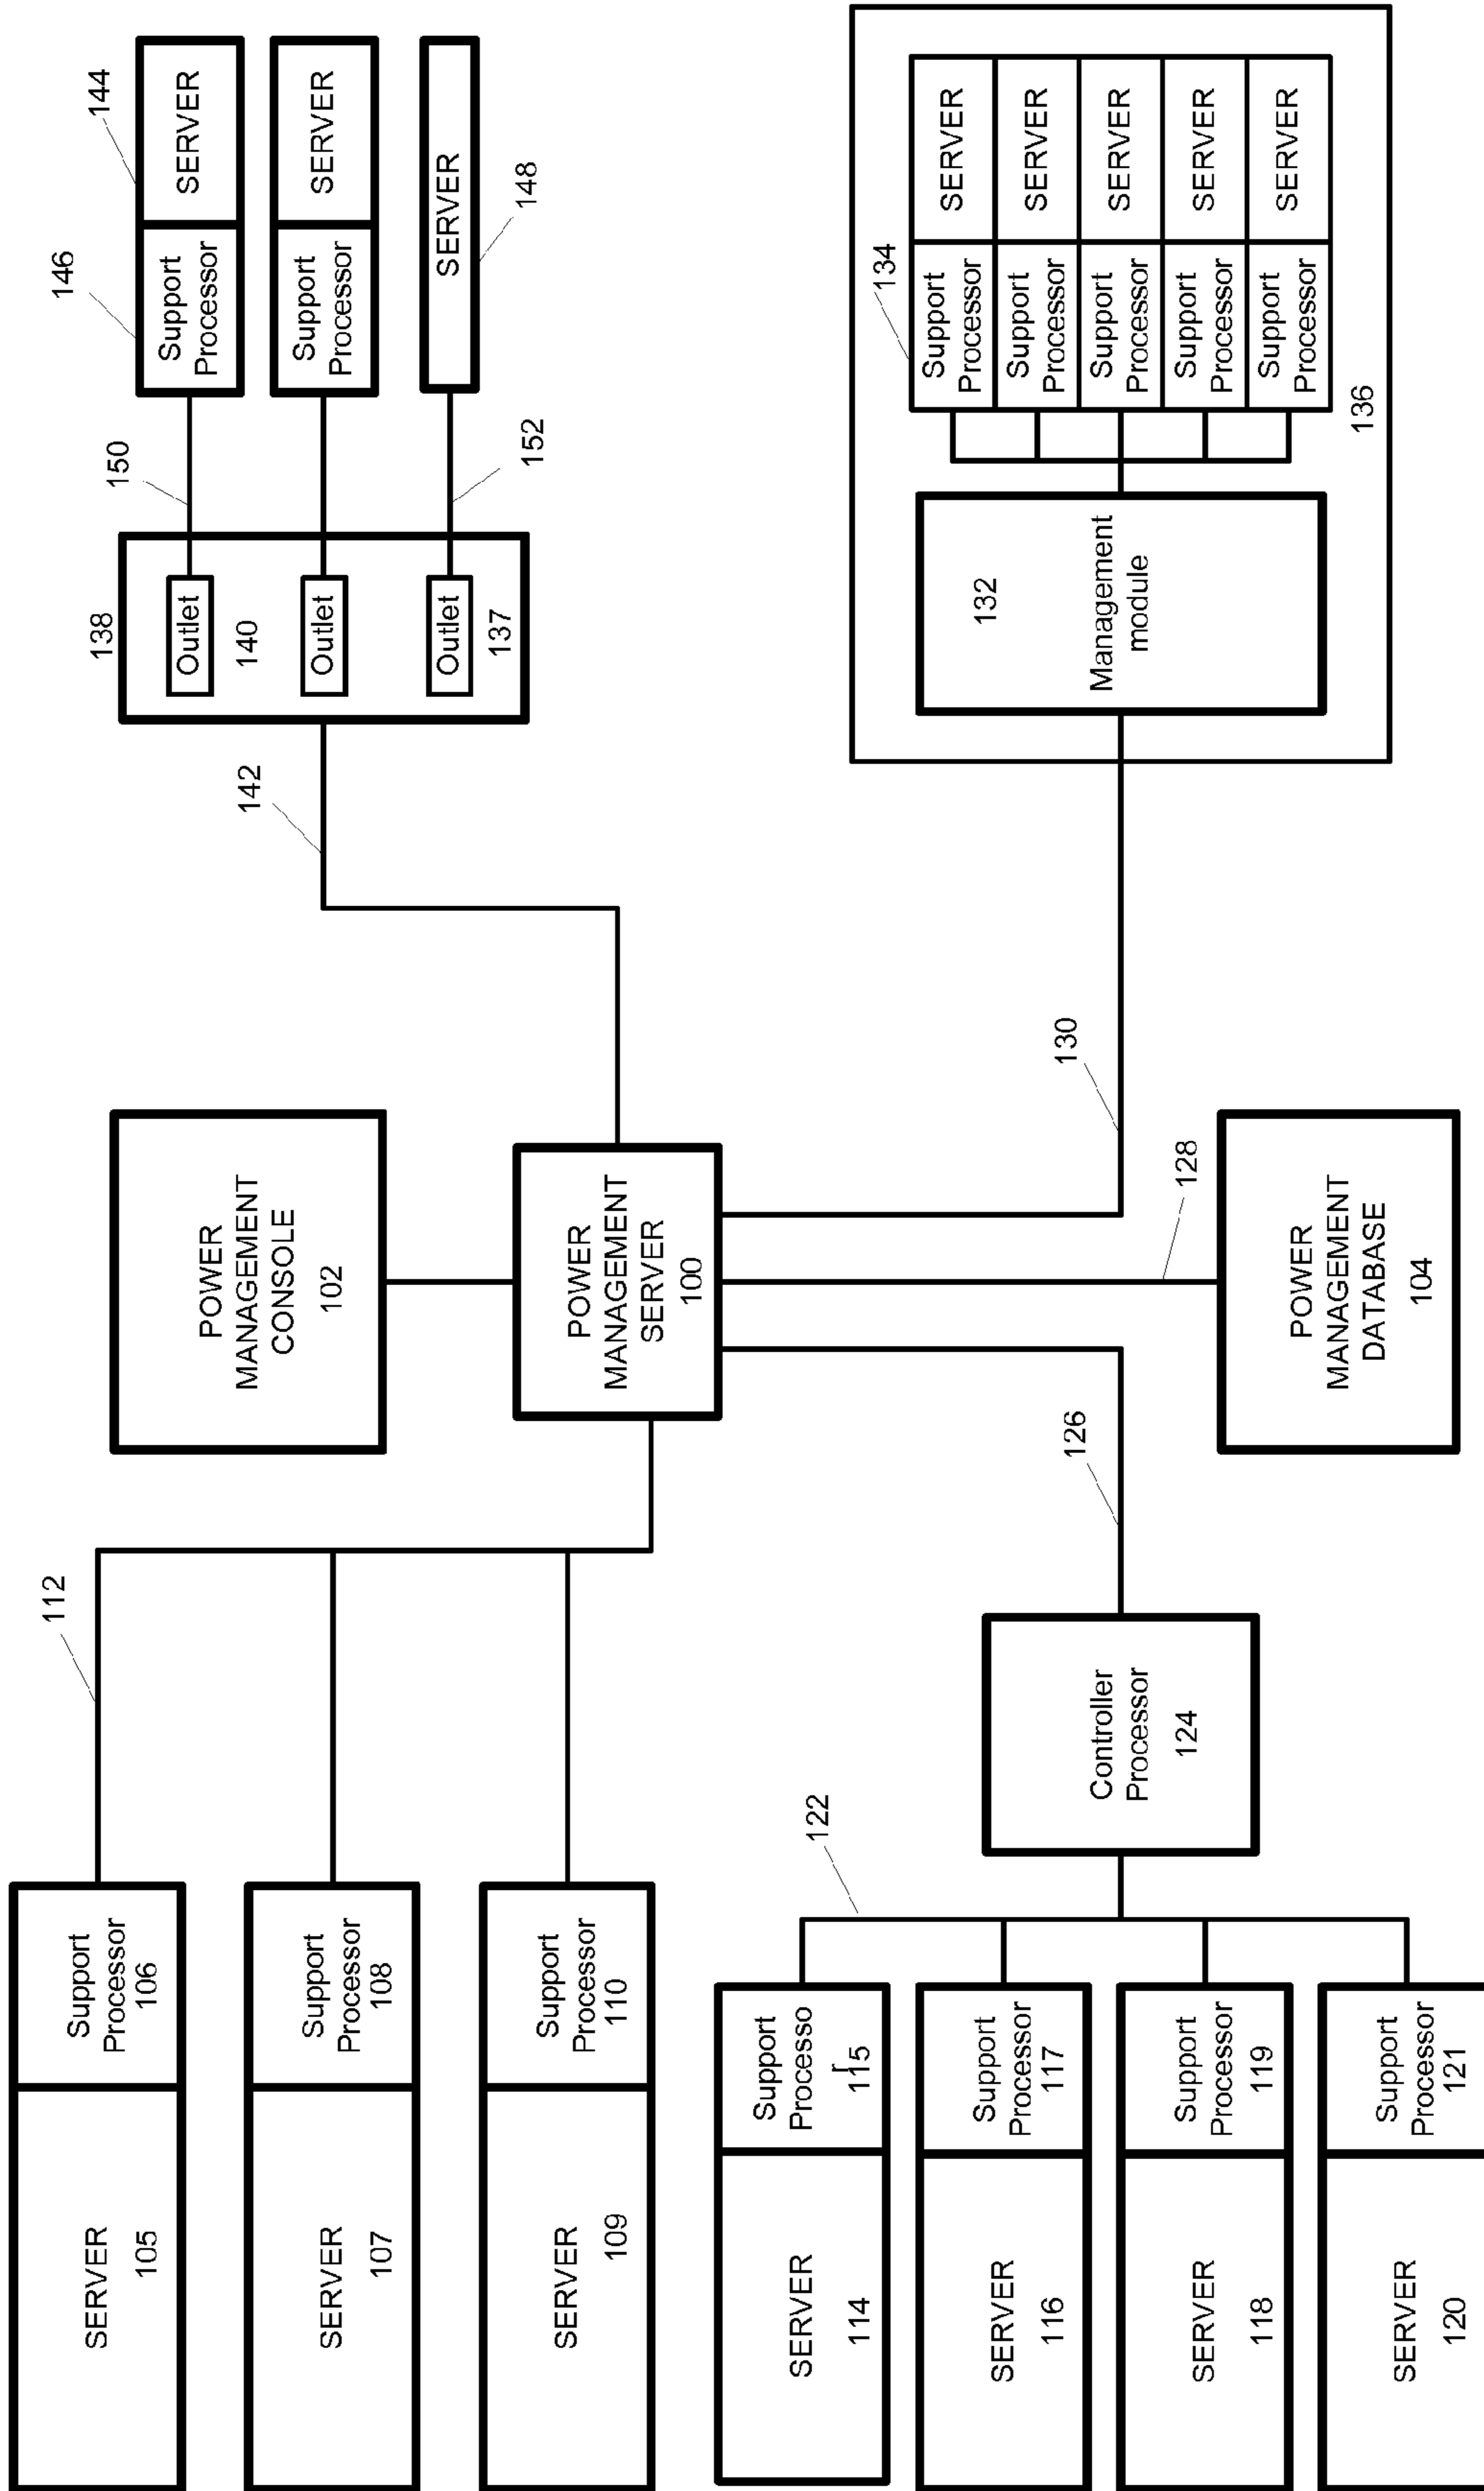 SERVER
105
Support
Processor
106
112
SERVER
107
Support
Processor
108
SERVER
109
Support
Processor
110
POWER
MANAGEMENT
CONSOLE
102
POWER
MANAGEMENT
SERVER
100
142
138
Outlet
140
Outlet
Outlet
137
150
152
146
144
Support
Processor
SERVER
Support
Processor
SERVER
SERVER
148
SERVER
114
Support
Processo
r
115
SERVER
116
Support
Processor
117
SERVER
118
Support
Processor
119
SERVER
120
Support
Processor
121
122
Controller
Processor
124
126
128
POWER
MANAGEMENT
DATABASE
104
130
132
Management
module
134
Support
Processor
SERVER
Support
Processor
SERVER
Support
Processor
SERVER
Support
Processor
SERVER
Support
Processor
SERVER
136